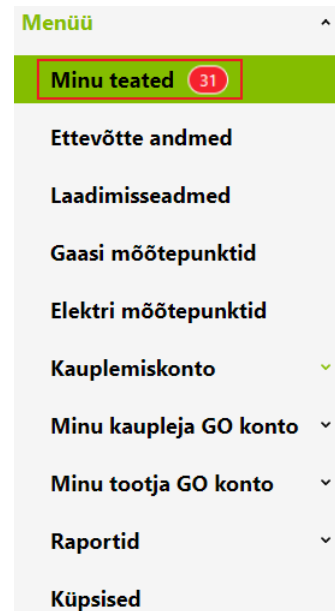 Menüü
Minu teated 31
Ettevõtte andmed
Laadimisseadmed
Gaasi mõõtepunktid
Elektri mõõtepunktid
Kauplemiskonto
Minu kaupleja GO konto
Minu tootja GO konto
Raportid
Küpsised